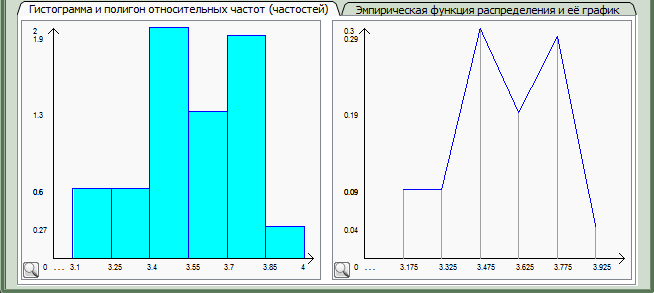 Гистограмма и полигон относительных частот (частостей)
Эмпирическая функция распределения и её график
2
1.9
1.3
0.6
0.27
0 ... 3.1 3.25 3.4 3.55 3.7 3.85 4
0.3
0.29
0.19
0.09
0.04
0 ... 3.175 3.325 3.475 3.625 3.775 3.925